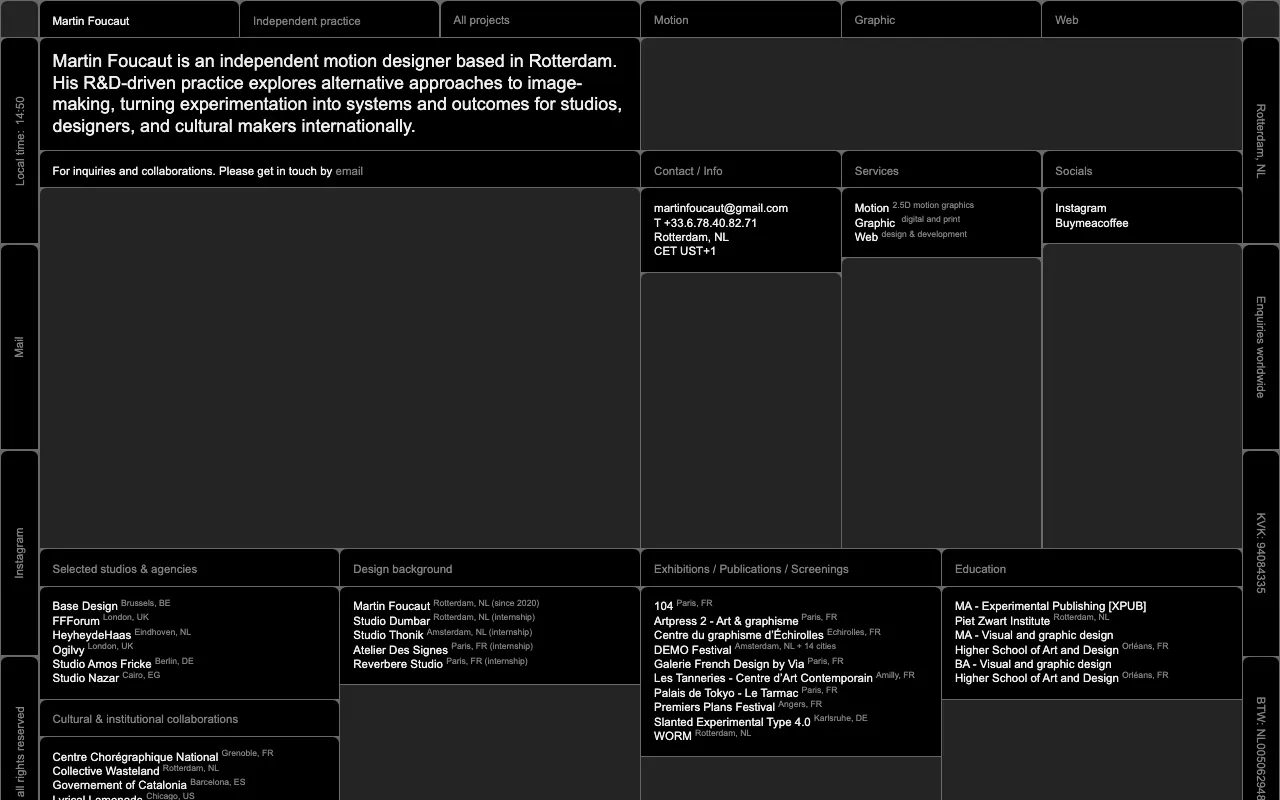 Martin Foucaut
Independent practice
All projects
Motion
Graphic
Web
Martin Foucaut is an independent motion designer based in Rotterdam.
His R&D-driven practice explores alternative approaches to image-
making, turning experimentation into systems and outcomes for studios,
designers, and cultural makers internationally.
For inquiries and collaborations. Please get in touch by email
Contact / Info
martinfoucaut@gmail.com
T +33.6.78.40.82.71
Rotterdam, NL
CET UST+1
Services
Motion 2.5D motion graphics
Graphic digital and print
Web design & development
Socials
Instagram
Buymeacoffee
Selected studios & agencies
Base Design Brussels, BE
FFForum London, UK
HeyheydeHaas Eindhoven, NL
Ogilvy London, UK
Studio Amos Fricke Berlin, DE
Studio Nazar Cairo, EG
Cultural & institutional collaborations
Centre Chorégraphique National Grenoble, FR
Collective Wasteland Rotterdam, NL
Governement of Catalonia Barcelona, ES
Lyrical Lemonade Chicago, US
Design background
Martin Foucaut Rotterdam, NL (since 2020)
Studio Dumbar Rotterdam, NL (internship)
Studio Thonik Amsterdam, NL (internship)
Atelier Des Signes Paris, FR (internship)
Reverbere Studio Paris, FR (internship)
Exhibitions / Publications / Screenings
104 Paris, FR
Artpress 2 - Art & graphisme Paris, FR
Centre du graphisme d'Échirolles Echirolles, FR
DEMO Festival Amsterdam, NL + 14 cities
Galerie French Design by Via Paris, FR
Les Tanneries - Centre d'Art Contemporain Amilly, FR
Palais de Tokyo - Le Tarmac Paris, FR
Premiers Plans Festival Angers, FR
Slanted Experimental Type 4.0 Karlsruhe, DE
WORM Rotterdam, NL
Education
MA - Experimental Publishing [XPUB]
Piet Zwart Institute Rotterdam, NL
MA - Visual and graphic design
Higher School of Art and Design Orléans, FR
BA - Visual and graphic design
Higher School of Art and Design Orléans, FR
Local time: 14:50
Mail
Instagram
all rights reserved
Rotterdam, NL
Enquiries worldwide
KVK: 94084335
BTW: NL005062948